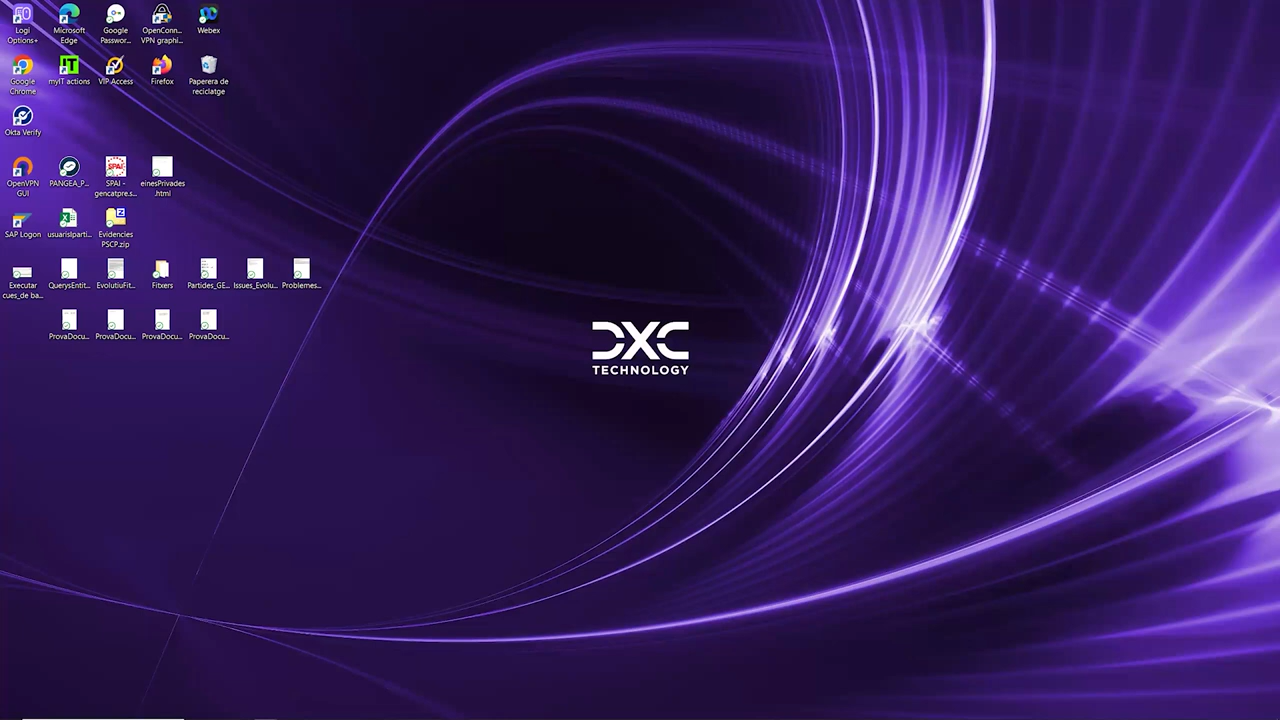 Logi
Options+
Microsoft
Edge
Google
Passwor...
OpenConn...
VPN graphi...
Webex
Google
Chrome
myIT actions
VIP Access
Firefox
Paperera de
reciclatge
Okta Verify
OpenVPN
GUI
PANGEA_P...
SPAI -
gencatpre.s...
einesPrivades
.html
SAP Logon
usuarisIparti...
Evidencies
PSCP.zip
Executar
cues_de ba...
QuerysEntit...
EvolutiuFit...
Fitxers
Partides_GE...
Issues_Evolu...
Problemes...
ProvaDocu...
ProvaDocu...
ProvaDocu...
ProvaDocu...
DXC
TECHNOLOGY